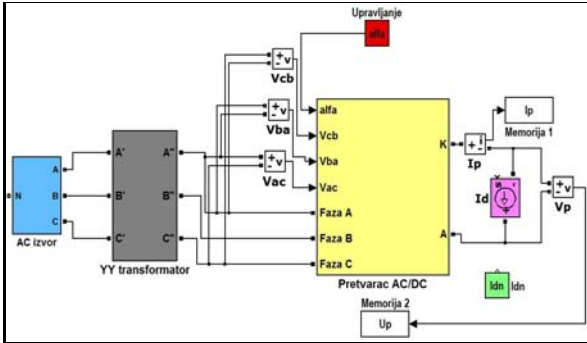 Upravljanje
alfa
+ v
-
Vcb
+ v
-
Vba
+ v
-
Vac
alfa
Vcb
Vba
Vac
Faza A
Faza B
Faza C
K
A
Pretvarac AC/DC
N
A
B
C
AC izvor
A'
B'
C'
A''
B''
C''
YY transformator
+ i
-
Ip
Ip
Memorija 1
Id
+ v
-
Vp
Idn
Idn
Memorija 2
Up